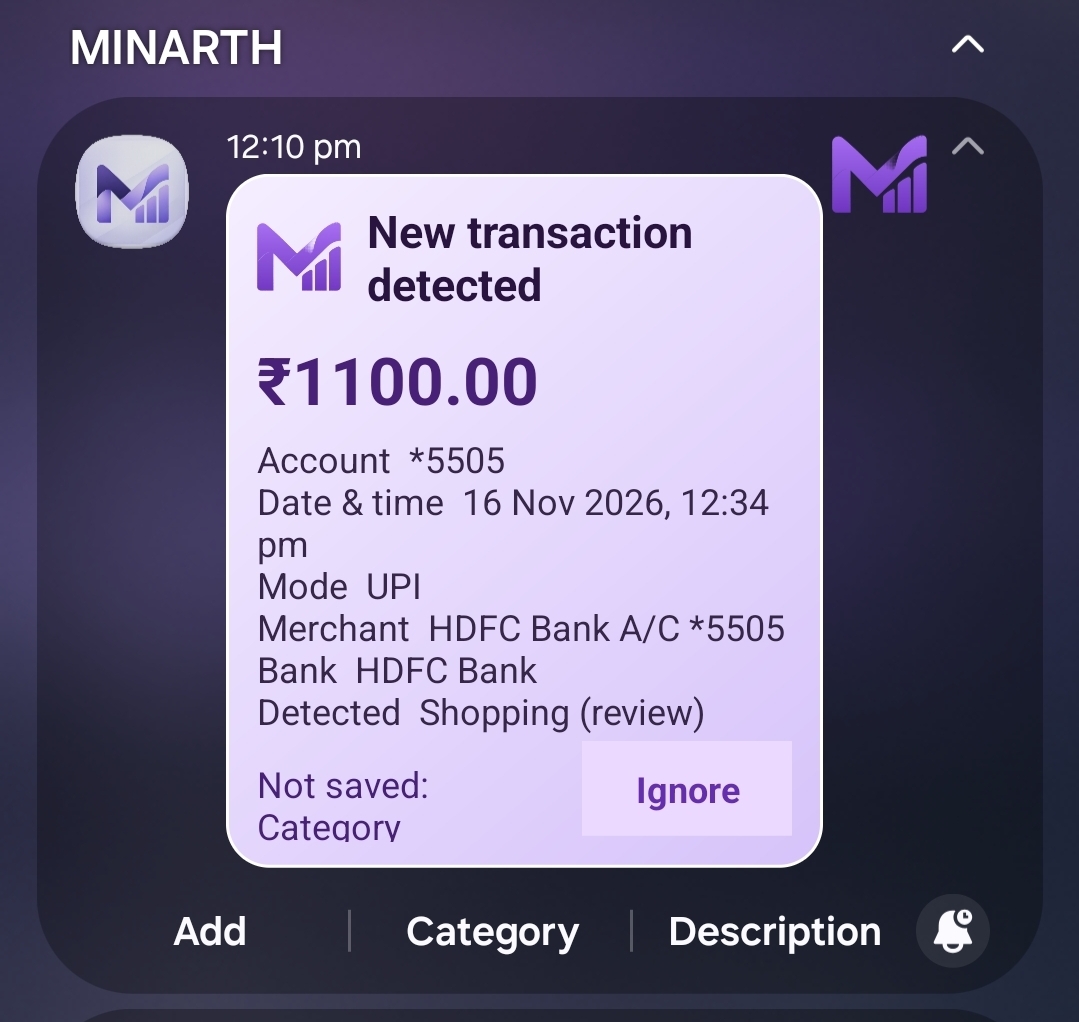 MINARTH
12:10 pm
New transaction
detected
₹1100.00
Account *5505
Date & time 16 Nov 2026, 12:34
pm
Mode UPI
Merchant HDFC Bank A/C *5505
Bank HDFC Bank
Detected Shopping (review)
Not saved:
Category
Ignore
Add
Category
Description